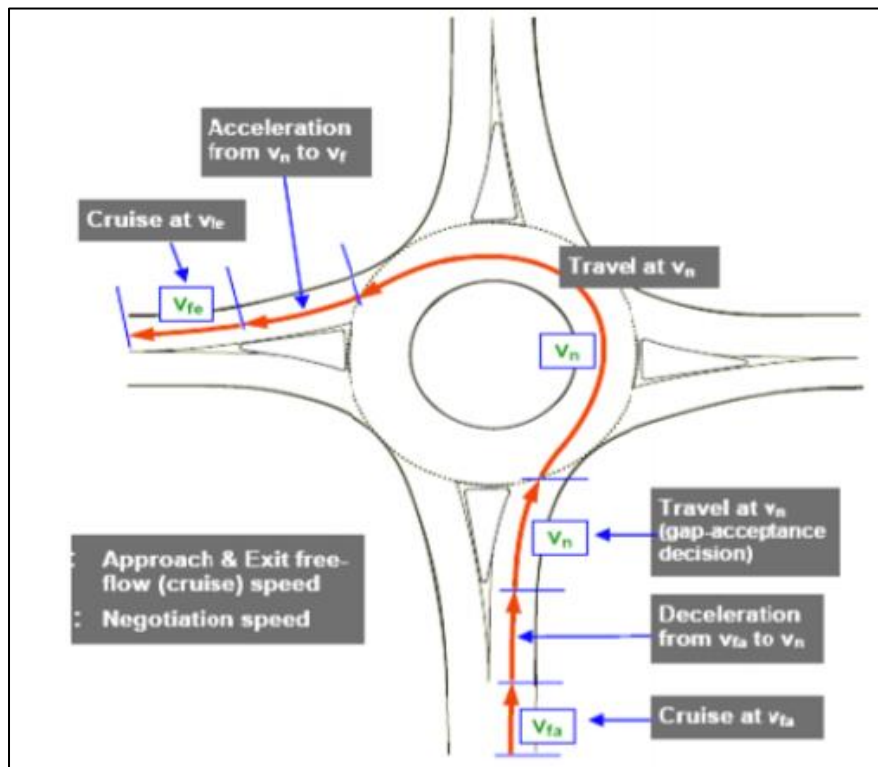 Acceleration
from vn to vf
Cruise at vfe
vfe
Travel at vn
vn
Travel at vn
(gap-acceptance
decision)
vn
: Approach & Exit free-
flow (cruise) speed
: Negotiation speed
Deceleration
from vfa to vn
vfa
Cruise at vfa